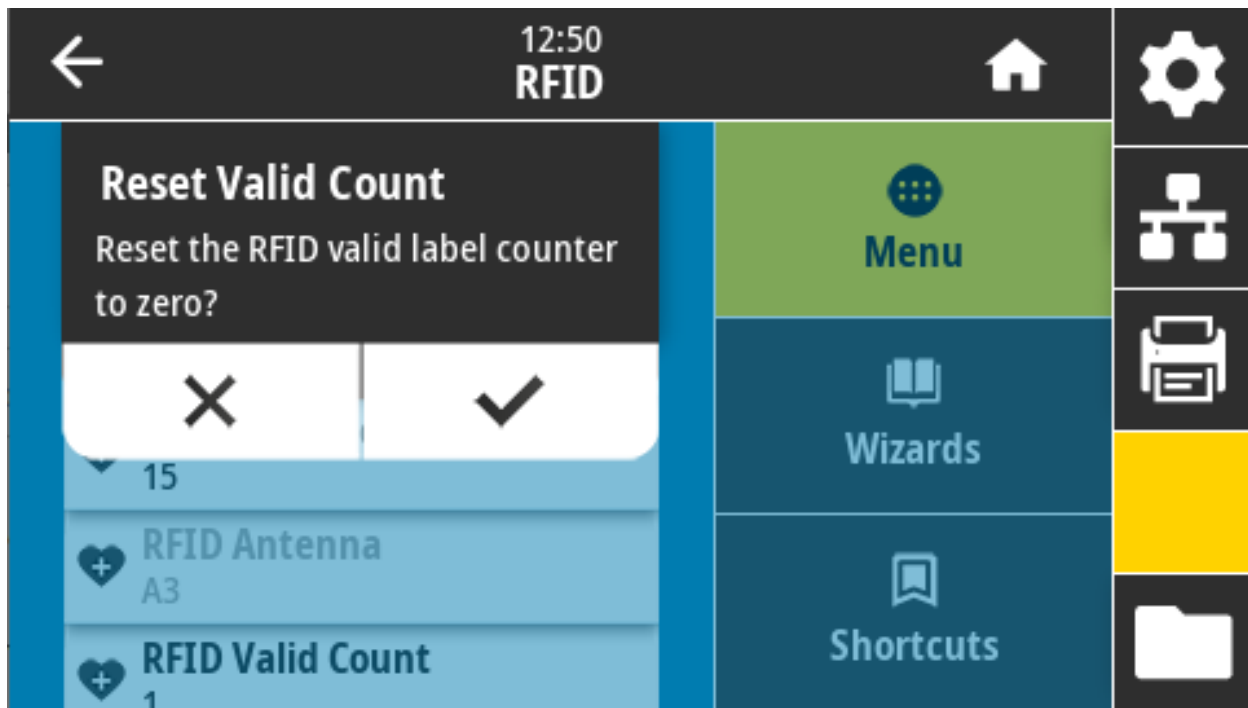 12:50
RFID
Reset Valid Count
Reset the RFID valid label counter
to zero?
15
RFID Antenna
A3
RFID Valid Count
1
Menu
Wizards
Shortcuts